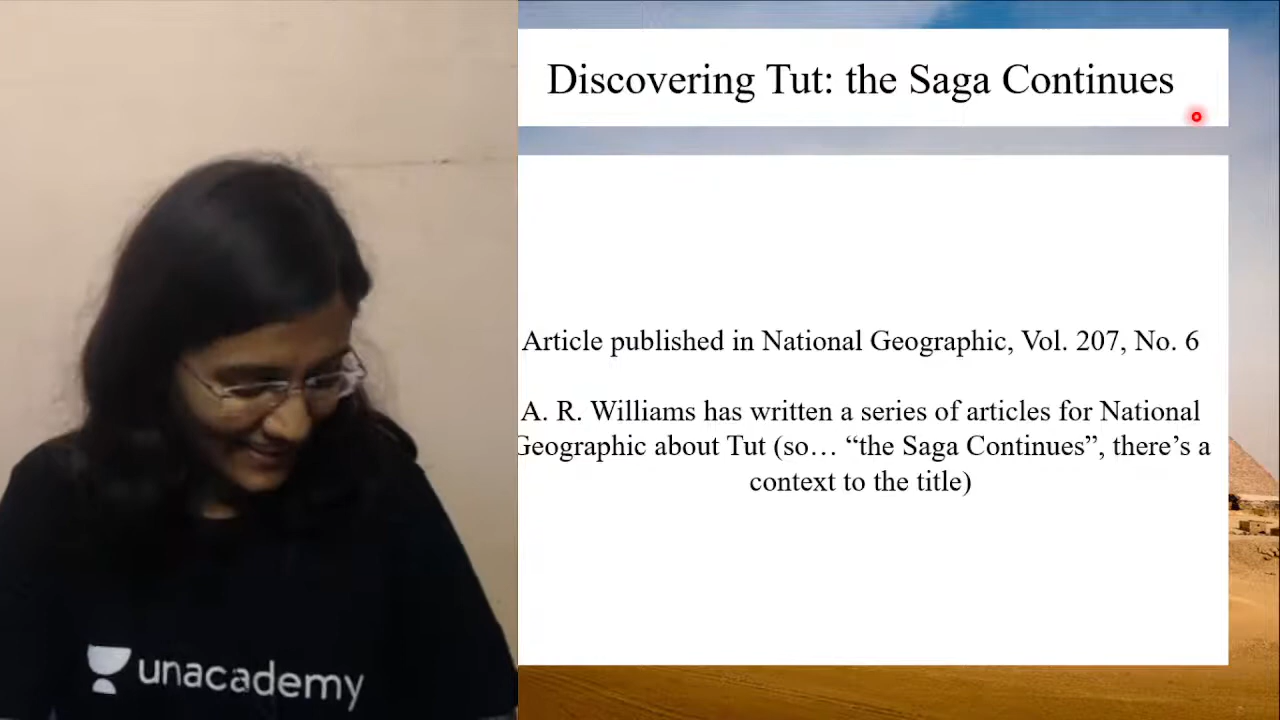 Discovering Tut: the Saga Continues
Article published in National Geographic, Vol. 207, No. 6
A. R. Williams has written a series of articles for National
Geographic about Tut (so… “the Saga Continues”, there’s a
context to the title)
unacademy